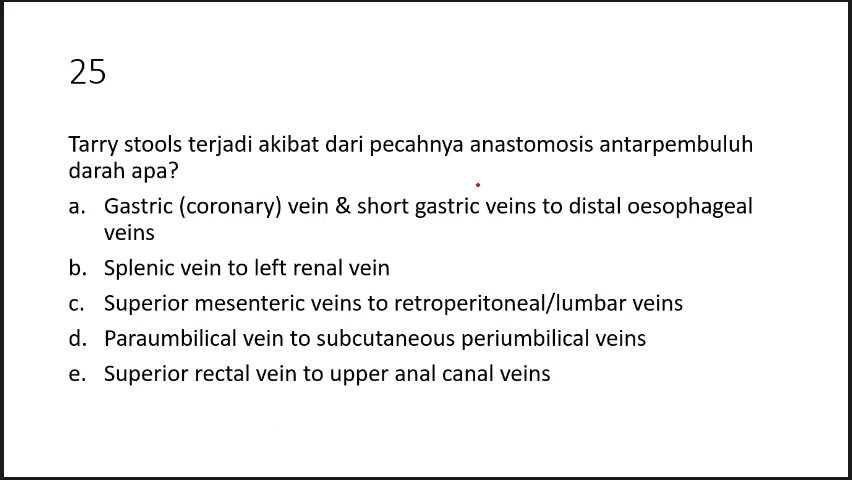 25
Tarry stools terjadi akibat dari pecahnya anastomosis antarpembuluh
darah apa?
a. Gastric (coronary) vein & short gastric veins to distal oesophageal
veins
b. Splenic vein to left renal vein
c. Superior mesenteric veins to retroperitoneal/lumbar veins
d. Paraumbilical vein to subcutaneous periumbilical veins
e. Superior rectal vein to upper anal canal veins